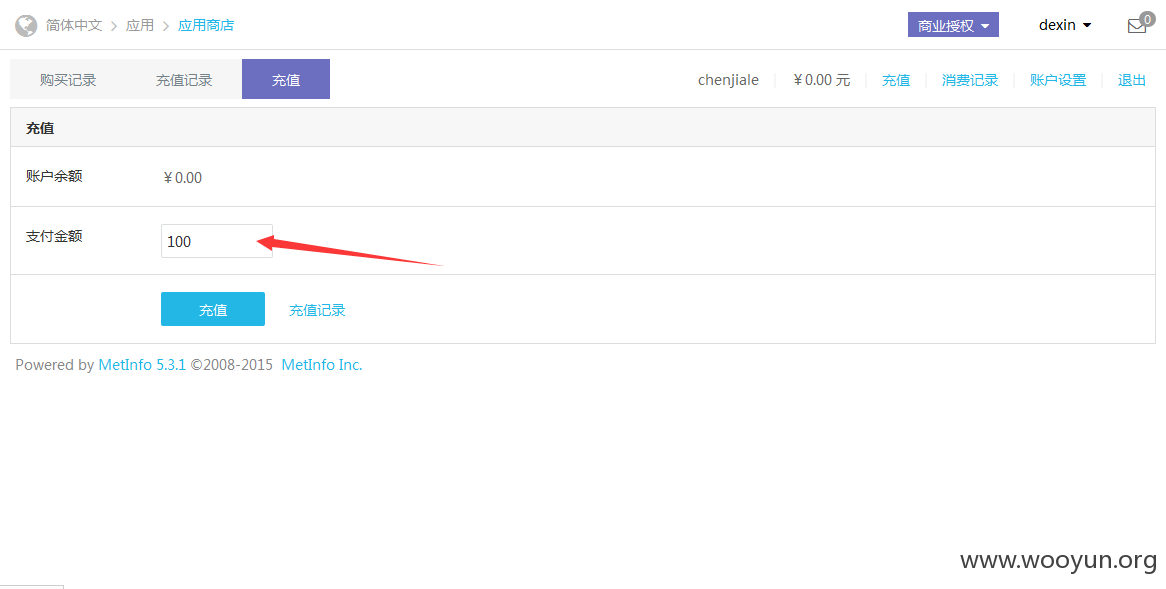 简体中文 > 应用 > 应用商店 商业授权 dexin 0
购买记录 充值记录 充值 chenjiale ¥0.00 元 充值 消费记录 账户设置 退出
充值
账户余额 ¥0.00
支付金额 100
充值 充值记录
Powered by MetInfo 5.3.1 ©2008-2015 MetInfo Inc.
www.wooyun.org